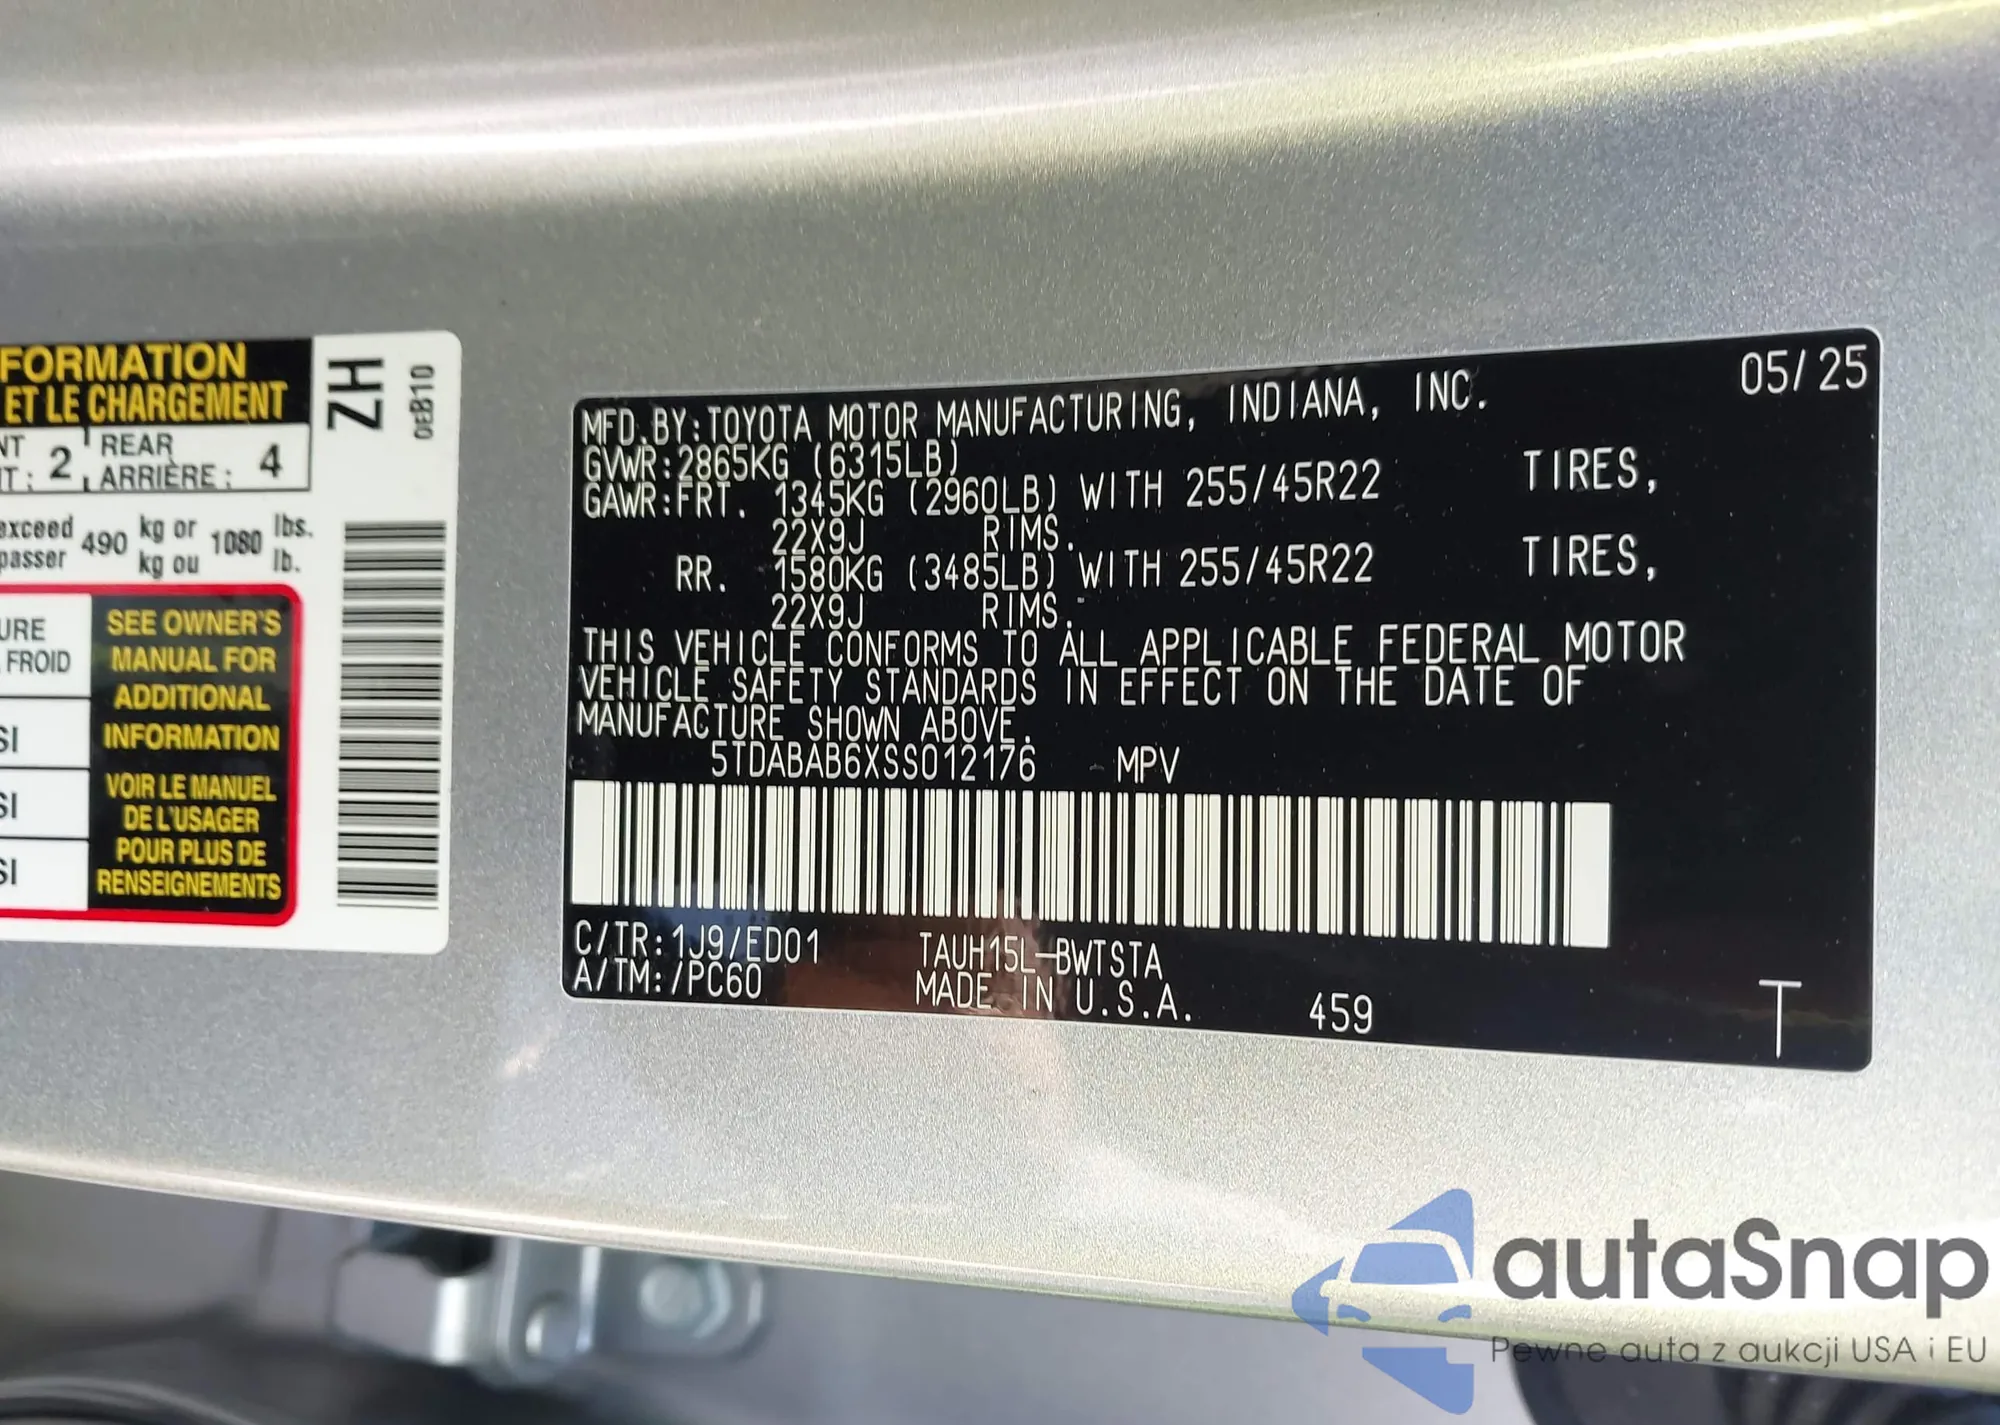 FORMATION
ET LE CHARGEMENT
NT 2 REAR 4
IT: ARRIÈRE:
exceed 490 kg or 1080 lbs.
passer kg ou lb.
URE
FROID
SI
SI
SI
SEE OWNER'S
MANUAL FOR
ADDITIONAL
INFORMATION
VOIR LE MANUEL
DE L'USAGER
POUR PLUS DE
RENSEIGNEMENTS
ZH
0EB10
05/25
MFD.BY:TOYOTA MOTOR MANUFACTURING, INDIANA, INC.
GVWR:2865KG (6315LB)
GAWR:FRT. 1345KG (2960LB) WITH 255/45R22 TIRES,
22X9J RIMS.
RR. 1580KG (3485LB) WITH 255/45R22 TIRES,
22X9J RIMS.
THIS VEHICLE CONFORMS TO ALL APPLICABLE FEDERAL MOTOR
VEHICLE SAFETY STANDARDS IN EFFECT ON THE DATE OF
MANUFACTURE SHOWN ABOVE.
5TDABAB6XSS012176 MPV
C/TR:1J9/ED01 TAUH15L-BWTSTA
A/TM:/PC60 MADE IN U.S.A. 459 T
autaSnap
Pewne auta z aukcji USA i EU